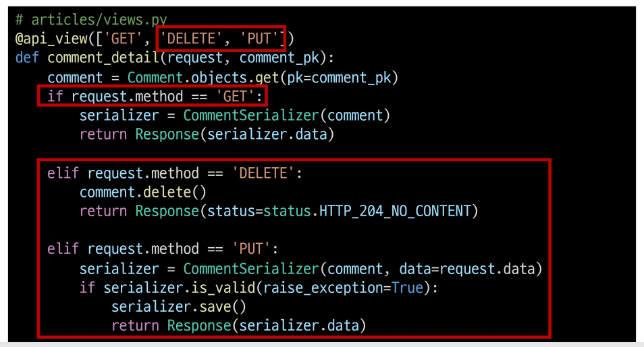 # articles/views.py
@api_view(['GET', 'DELETE', 'PUT'])
def comment_detail(request, comment_pk):
    comment = Comment.objects.get(pk=comment_pk)
    if request.method == 'GET':
        serializer = CommentSerializer(comment)
        return Response(serializer.data)
    elif request.method == 'DELETE':
        comment.delete()
        return Response(status=status.HTTP_204_NO_CONTENT)
    elif request.method == 'PUT':
        serializer = CommentSerializer(comment, data=request.data)
        if serializer.is_valid(raise_exception=True):
            serializer.save()
            return Response(serializer.data)